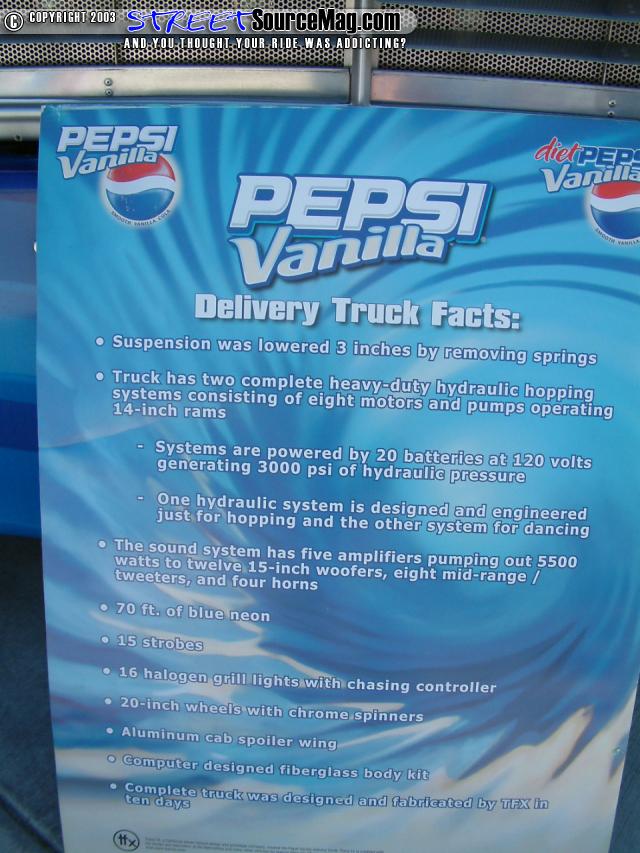 © COPYRIGHT 2003 STREETSourceMag.com
AND YOU THOUGHT YOUR RIDE WAS ADDICTING?
PEPSI
Vanilla
SMOOTH VANILLA COLA
diet PEPS
Vanilla
PEPSI
Vanilla
Delivery Truck Facts:
• Suspension was lowered 3 inches by removing springs
• Truck has two complete heavy-duty hydraulic hopping
systems consisting of eight motors and pumps operating
14-inch rams
- Systems are powered by 20 batteries at 120 volts
generating 3000 psi of hydraulic pressure
- One hydraulic system is designed and engineered
just for hopping and the other system for dancing
• The sound system has five amplifiers pumping out 5500
watts to twelve 15-inch woofers, eight mid-range /
tweeters, and four horns
• 70 ft. of blue neon
• 15 strobes
• 16 halogen grill lights with chasing controller
• 20-inch wheels with chrome spinners
• Aluminum cab spoiler wing
• Computer designed fiberglass body kit
• Complete truck was designed and fabricated by TFX in
ten days
tfx